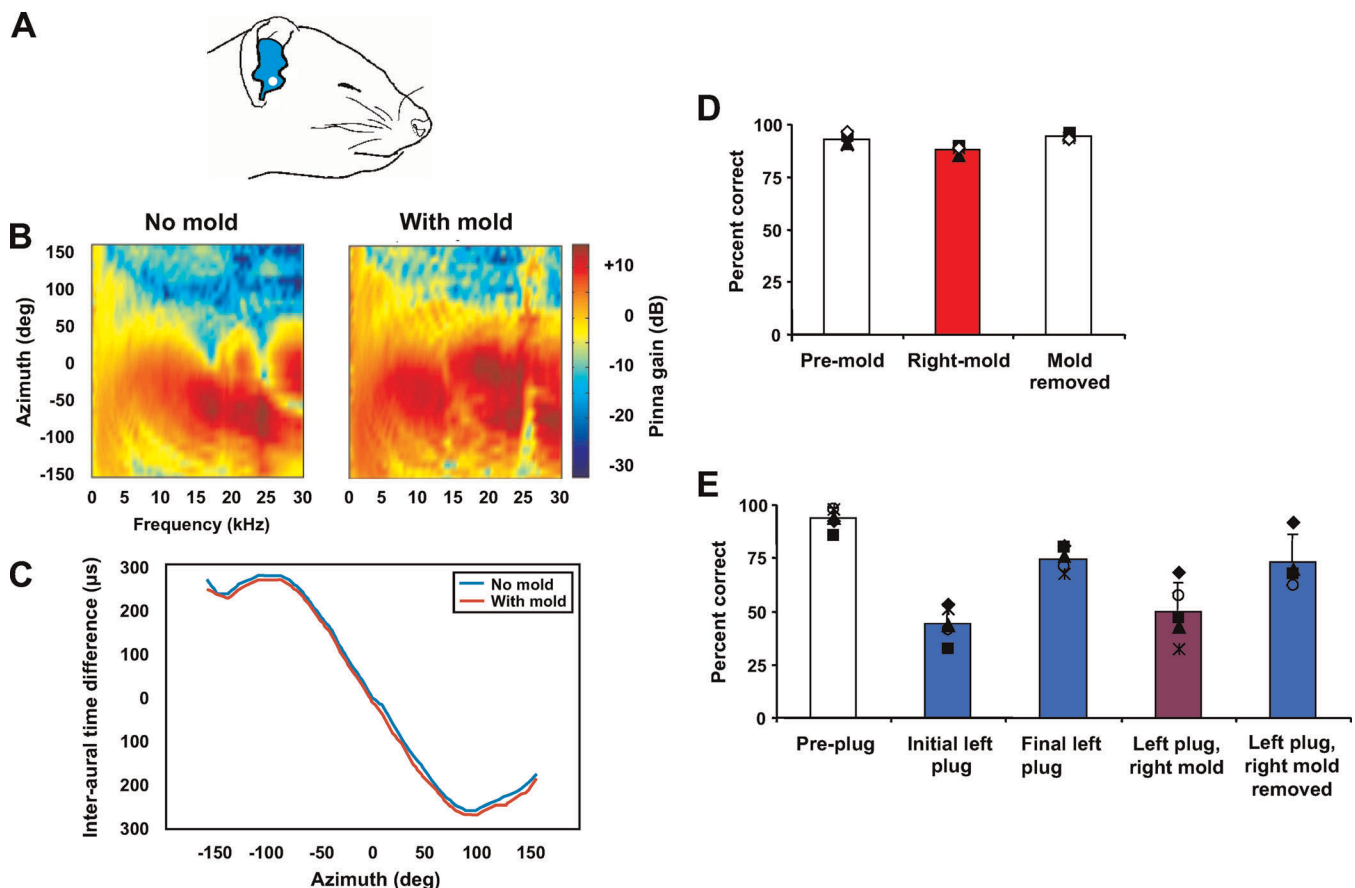 A
B
No mold
With mold
Azimuth (deg)
150
100
50
0
-50
-100
-150
0
5
10
15
20
25
30
0
5
10
15
20
25
30
Frequency (kHz)
+10
0
-10
-20
-30
Pinna gain (dB)
C
Inter-aural time difference (µs)
300
200
100
0
100
200
300
No mold
With mold
-150
-100
-50
0
50
100
150
Azimuth (deg)
D
Percent correct
100
75
50
25
0
Pre-mold
Right-mold
Mold
removed
E
Percent correct
100
75
50
25
0
Pre-plug
Initial left
plug
Final left
plug
Left plug,
right mold
Left plug,
right mold
removed